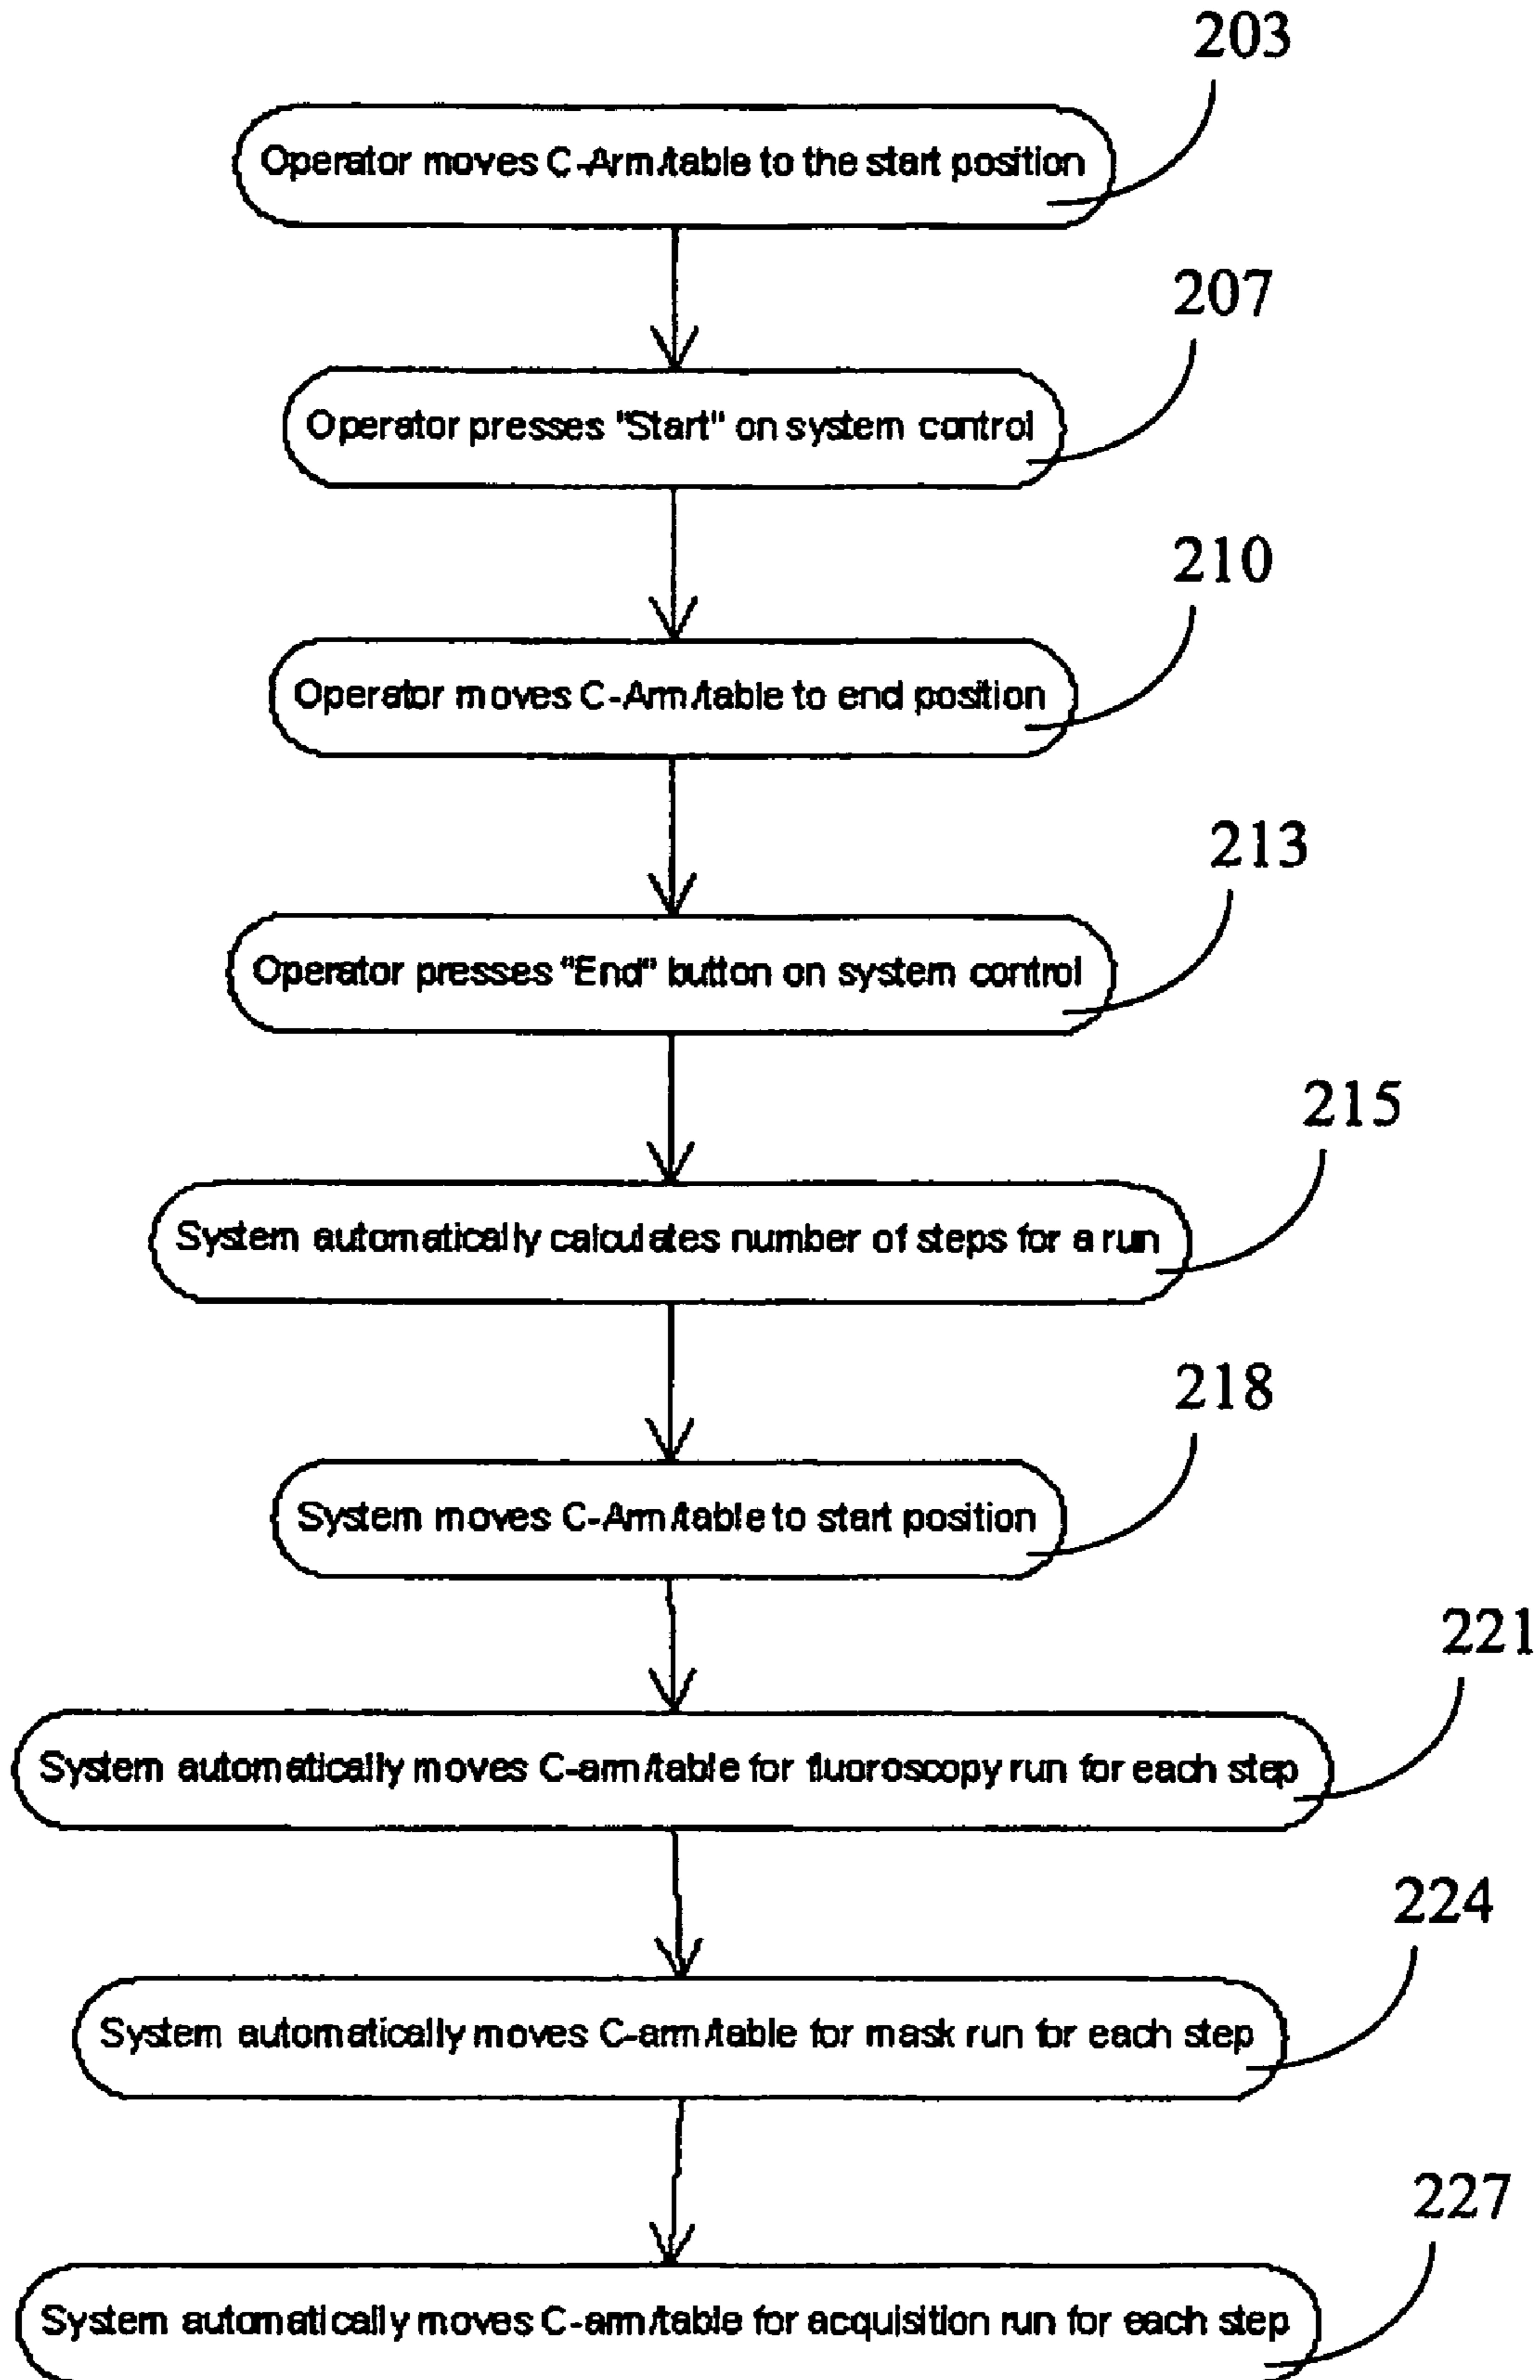 203
Operator moves C-Arm/table to the start position
207
Operator presses "Start" on system control
210
Operator moves C-Arm/table to end position
213
Operator presses "End" button on system control
215
System automatically calculates number of steps for a run
218
System moves C-Arm/table to start position
221
System automatically moves C-arm/table for fluoroscopy run for each step
224
System automatically moves C-arm/table for mask run for each step
227
System automatically moves C-arm/table for acquisition run for each step